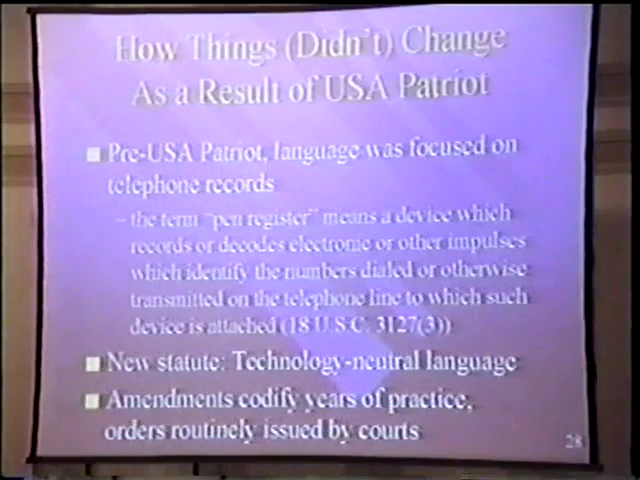 How Things (Didn't) Change
As a Result of USA Patriot
Pre-USA Patriot, language was focused on
telephone records
– the term "pen register" means a device which
records or decodes electronic or other impulses
which identify the numbers dialed or otherwise
transmitted on the telephone line to which such
device is attached (18 U.S.C. 3127(3))
New statute: Technology-neutral language
Amendments codify years of practice,
orders routinely issued by courts
28